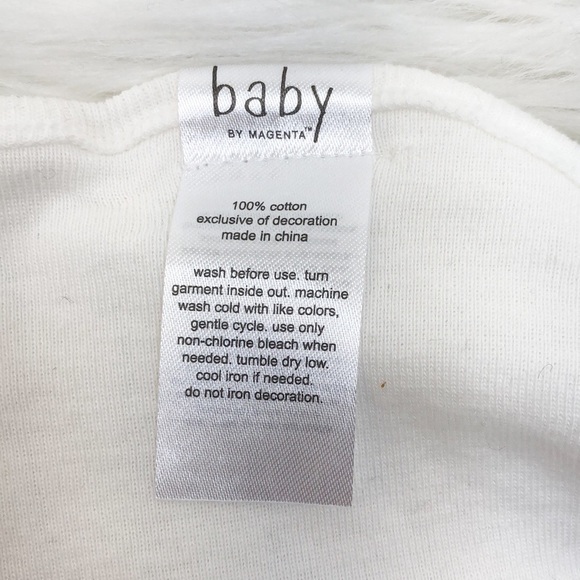 baby
BY MAGENTA™
100% cotton
exclusive of decoration
made in china
wash before use. turn
garment inside out. machine
wash cold with like colors,
gentle cycle. use only
non-chlorine bleach when
needed. tumble dry low.
cool iron if needed.
do not iron decoration.